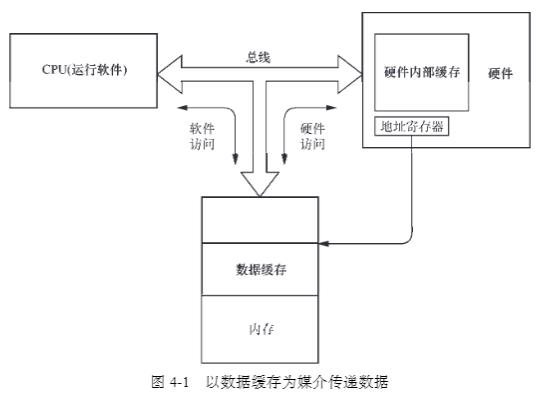 总线
CPU(运行软件)
硬件内部缓存
硬件
地址寄存器
软件
访问
硬件
访问
数据缓存
内存
图 4-1 以数据缓存为媒介传递数据